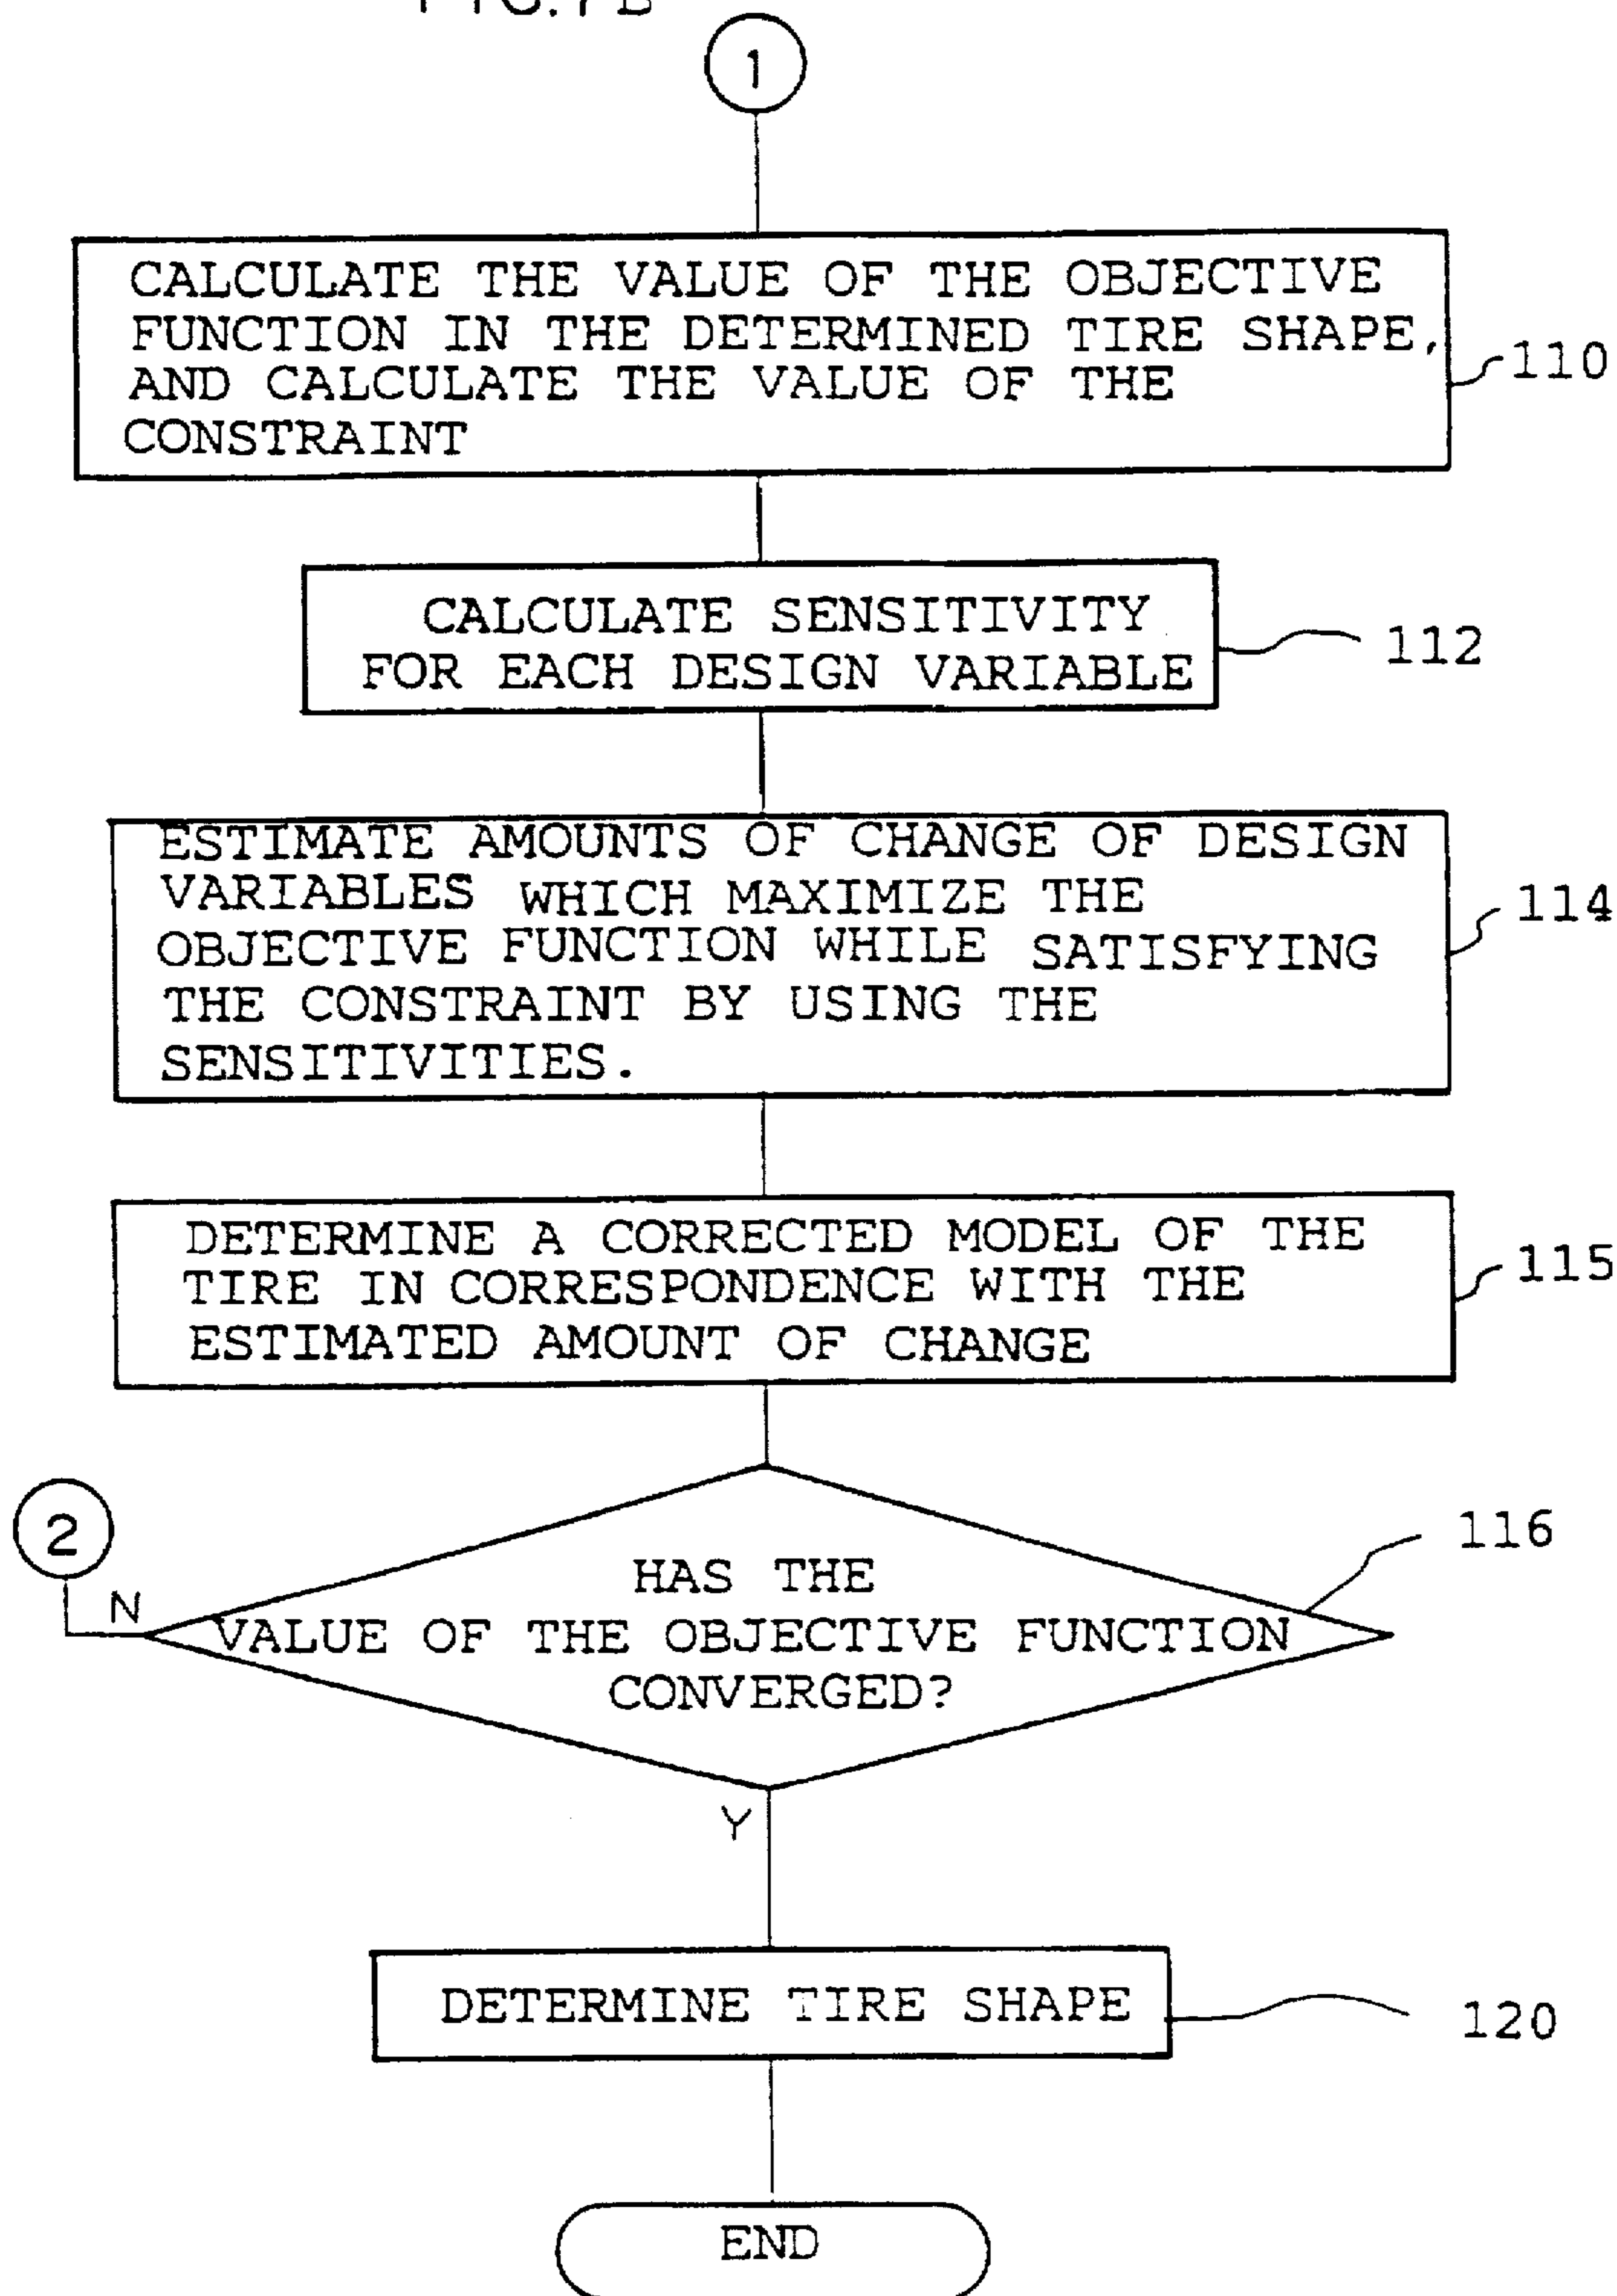 FIG.7B
1
CALCULATE THE VALUE OF THE OBJECTIVE
FUNCTION IN THE DETERMINED TIRE SHAPE,
AND CALCULATE THE VALUE OF THE
CONSTRAINT
110
CALCULATE SENSITIVITY
FOR EACH DESIGN VARIABLE
112
ESTIMATE AMOUNTS OF CHANGE OF DESIGN
VARIABLES WHICH MAXIMIZE THE
OBJECTIVE FUNCTION WHILE SATISFYING
THE CONSTRAINT BY USING THE
SENSITIVITIES.
114
DETERMINE A CORRECTED MODEL OF THE
TIRE IN CORRESPONDENCE WITH THE
ESTIMATED AMOUNT OF CHANGE
115
2
N
HAS THE
VALUE OF THE OBJECTIVE FUNCTION
CONVERGED?
116
Y
DETERMINE TIRE SHAPE
120
END